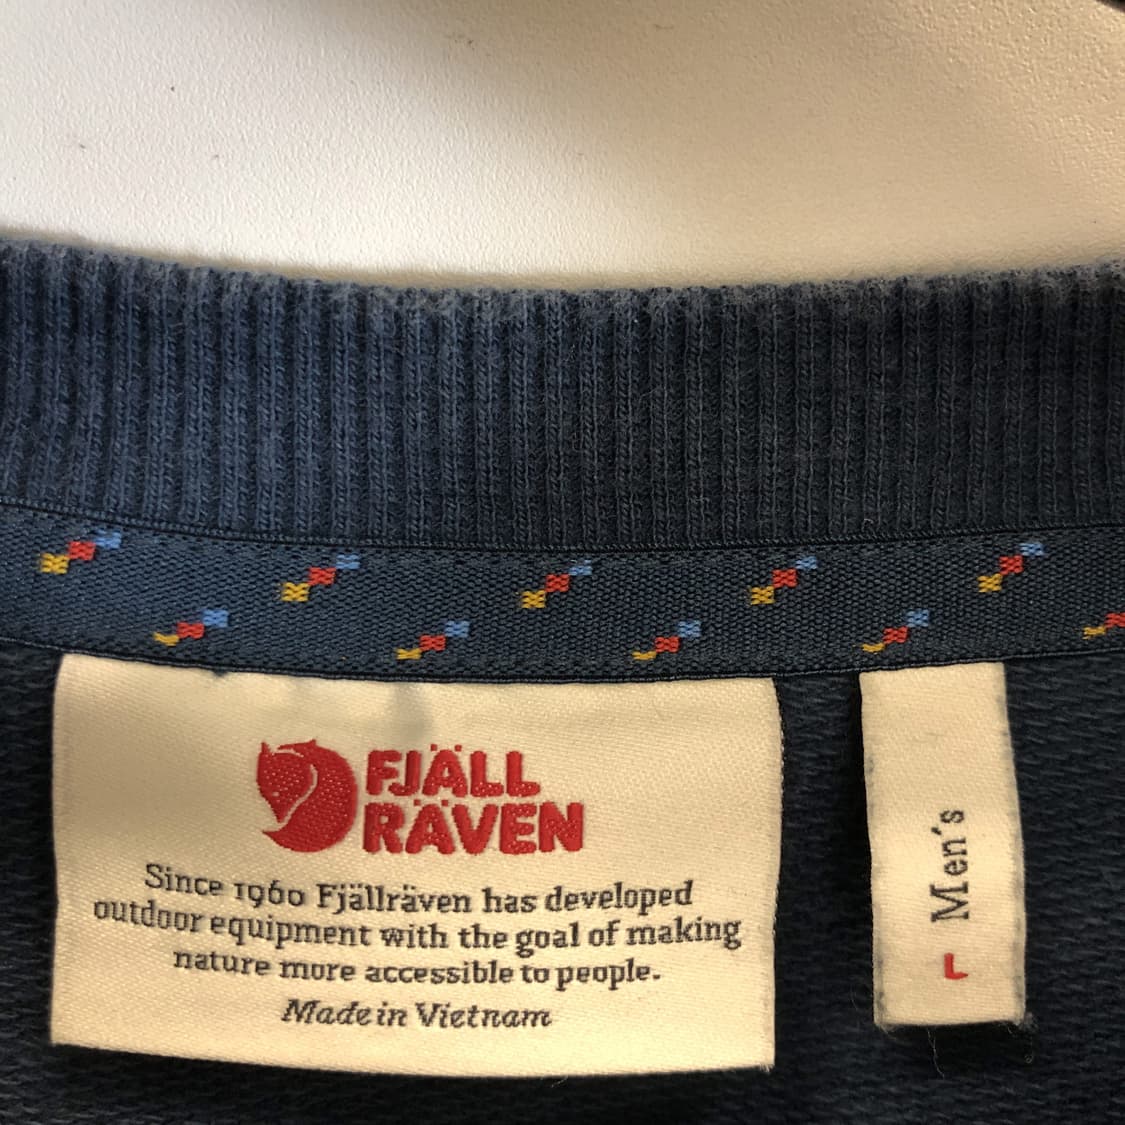 FJÄLL
RÄVEN
Since 1960 Fjällräven has developed
outdoor equipment with the goal of making
nature more accessible to people.
Made in Vietnam
L Men's